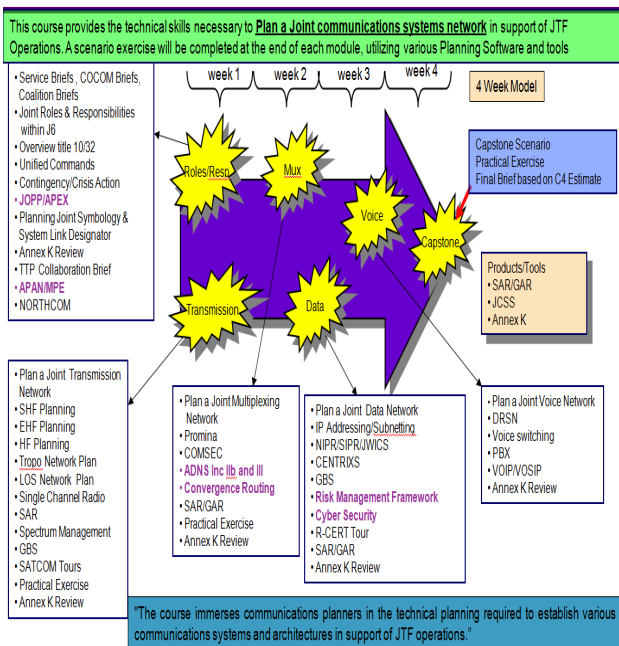 This course provides the technical skills necessary to Plan a Joint communications systems network in support of JTF
Operations. A scenario exercise will be completed at the end of each module, utilizing various Planning Software and tools
week 1
week 2
week 3
week 4
4 Week Model
• Service Briefs , COCOM Briefs,
Coalition Briefs
• Joint Roles & Responsibilities
within J6
• Overview title 10/32
• Unified Commands
• Contingency/Crisis Action
• JOPP/APEX
• Planning Joint Symbology &
System Link Designator
• Annex K Review
• TTP Collaboration Brief
• APAN/MPE
• NORTHCOM
Roles/Resp
Mux
Voice
Capstone
Transmission
Data
Capstone Scenario
Practical Exercise
Final Brief based on C4 Estimate
Products/Tools
• SAR/GAR
• JCSS
• Annex K
• Plan a Joint Transmission
Network
• SHF Planning
• EHF Planning
• HF Planning
• Tropo Network Plan
• LOS Network Plan
• Single Channel Radio
• SAR
• Spectrum Management
• GBS
• SATCOM Tours
• Practical Exercise
• Annex K Review
• Plan a Joint Multiplexing
Network
• Promina
• COMSEC
• ADNS Inc IIb and III
• Convergence Routing
• SAR/GAR
• Practical Exercise
• Annex K Review
• Plan a Joint Data Network
• IP Addressing/Subnetting
• NIPR/SIPR/JWICS
• CENTRIXS
• GBS
• Risk Management Framework
• Cyber Security
• R-CERT Tour
• SAR/GAR
• Annex K Review
• Plan a Joint Voice Network
• DRSN
• Voice switching
• PBX
• VOIP/VOSIP
• Annex K Review
"The course immerses communications planners in the technical planning required to establish various
communications systems and architectures in support of JTF operations."